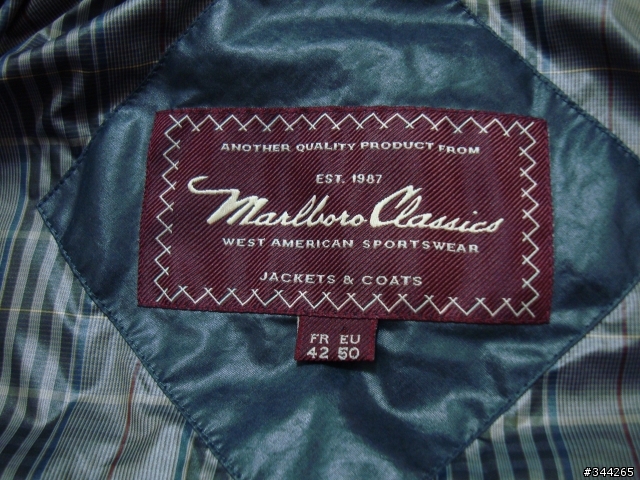 ANOTHER QUALITY PRODUCT FROM
EST. 1987
Marlboro Classics
WEST AMERICAN SPORTSWEAR
JACKETS & COATS
FR EU
42 50
#344265